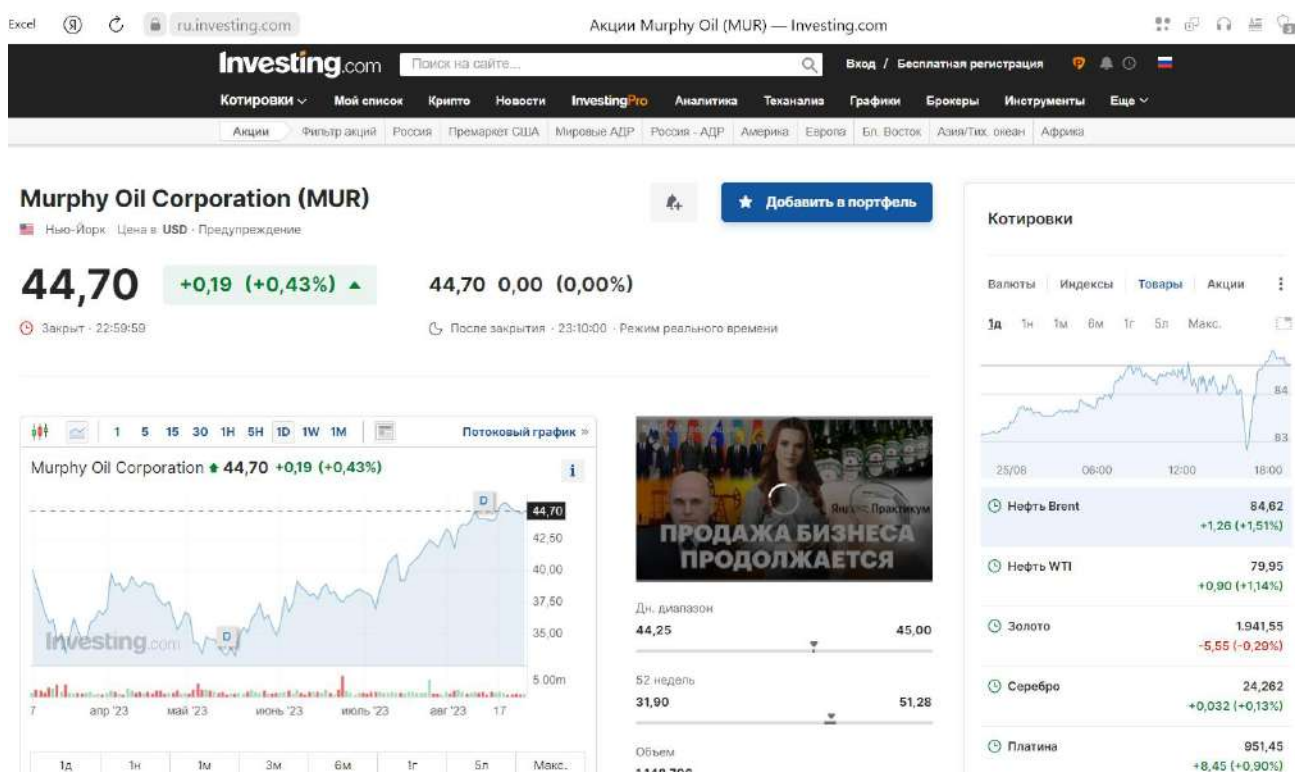 Excel
Я
ru.investing.com
Акции Murphy Oil (MUR) — Investing.com
Investing.com
Поиск на сайте...
Вход / Бесплатная регистрация
Котировки
Мой список
Крипто
Новости
InvestingPro
Аналитика
Теханализ
Графики
Брокеры
Инструменты
Еще
Акции
Фильтр акций
Россия
Премаркет США
Мировые АДР
Россия - АДР
Америка
Европа
Бл. Восток
Азия/Тих. океан
Африка
Murphy Oil Corporation (MUR)
Добавить в портфель
Нью-Йорк Цена в USD · Предупреждение
44,70 +0,19 (+0,43%)
44,70 0,00 (0,00%)
Закрыт · 22:59:59
После закрытия · 23:10:00 · Режим реального времени
1 5 15 30 1H 5H 1D 1W 1M
Потоковый график »
Murphy Oil Corporation 44,70 +0,19 (+0,43%)
i
D
44,70
42,50
40,00
37,50
35,00
D
Investing.com
5.00m
7 апр '23 май '23 июнь '23 июль '23 авг '23 17
1д 1н 1м 3м 6м 1г 5л Макс.
Яндекс Практикум
ПРОДАЖА БИЗНЕСА
ПРОДОЛЖАЕТСЯ
Дн. диапазон
44,25 45,00
52 недель
31,90 51,28
Объем
Котировки
Валюты Индексы Товары Акции
1д 1н 1м 6м 1г 5л Макс.
84
83
25/08 06:00 12:00 18:00
Нефть Brent 84,62
+1,26 (+1,51%)
Нефть WTI 79,95
+0,90 (+1,14%)
Золото 1.941,55
-5,55 (-0,29%)
Серебро 24,262
+0,032 (+0,13%)
Платина 951,45
+8,45 (+0,90%)